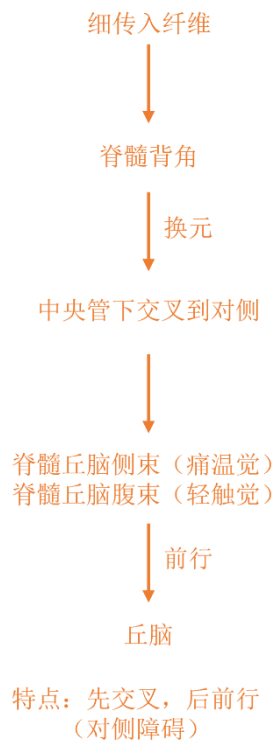 细传入纤维
脊髓背角
换元
中央管下交叉到对侧
脊髓丘脑侧束（痛温觉）
脊髓丘脑腹束（轻触觉）
前行
丘脑
特点：先交叉，后前行
（对侧障碍）